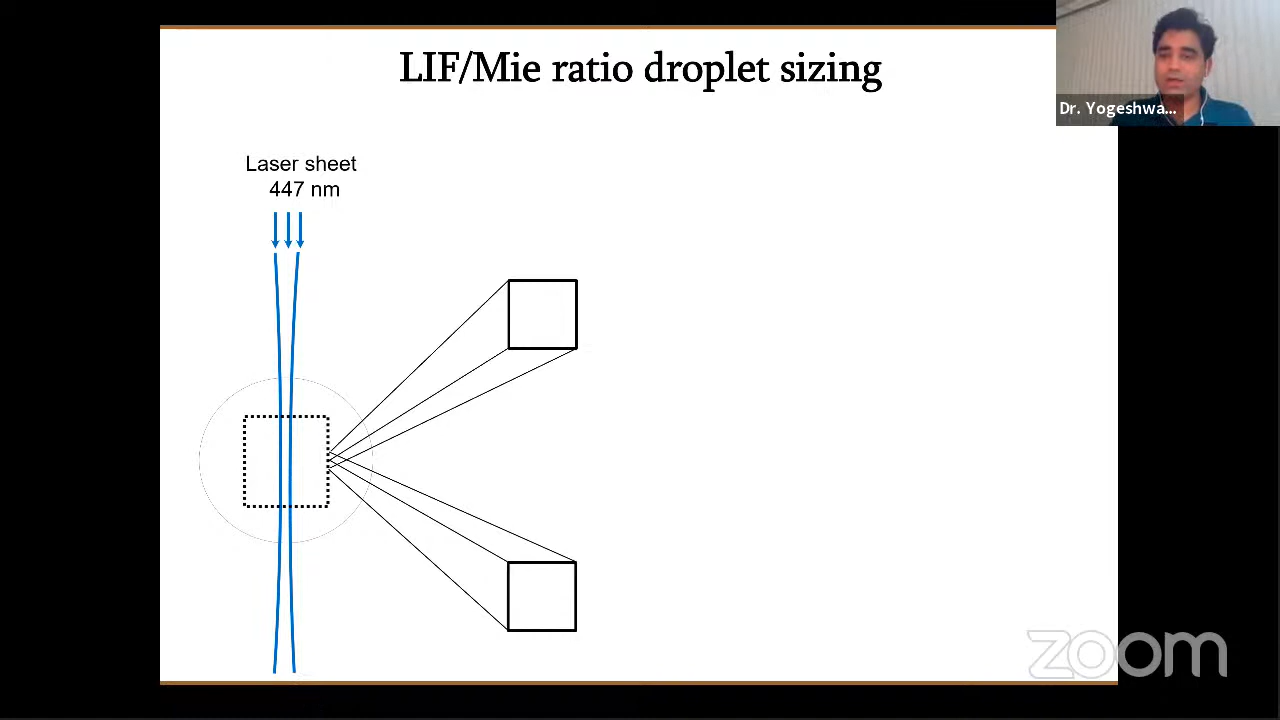 LIF/Mie ratio droplet sizing
Dr. Yogeshwa...
Laser sheet
447 nm
zoom